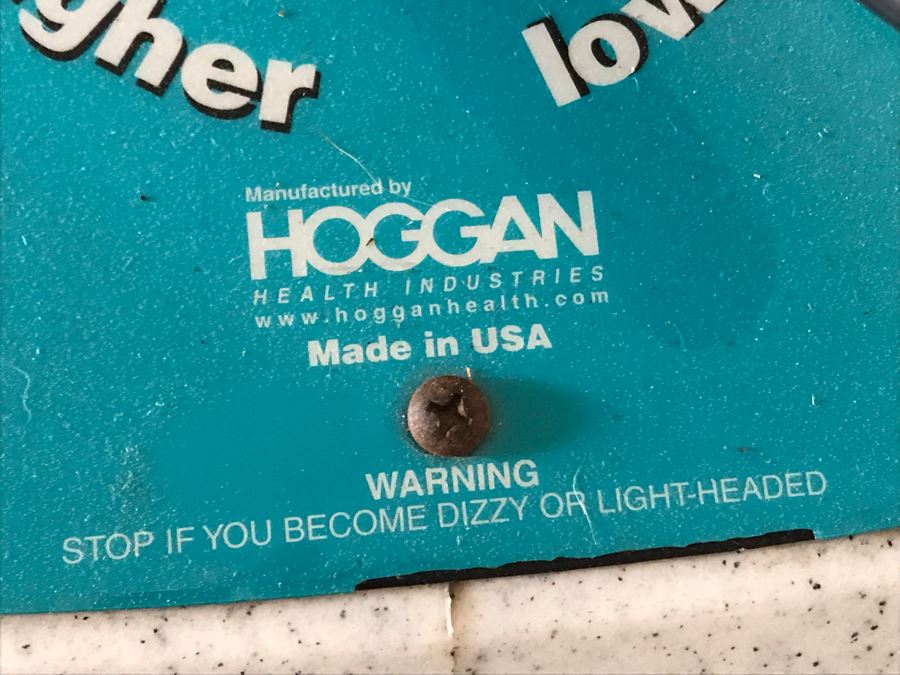 gher
low
Manufactured by
HOGGAN
HEALTH INDUSTRIES
www.hogganhealth.com
Made in USA
WARNING
STOP IF YOU BECOME DIZZY OR LIGHT-HEADED